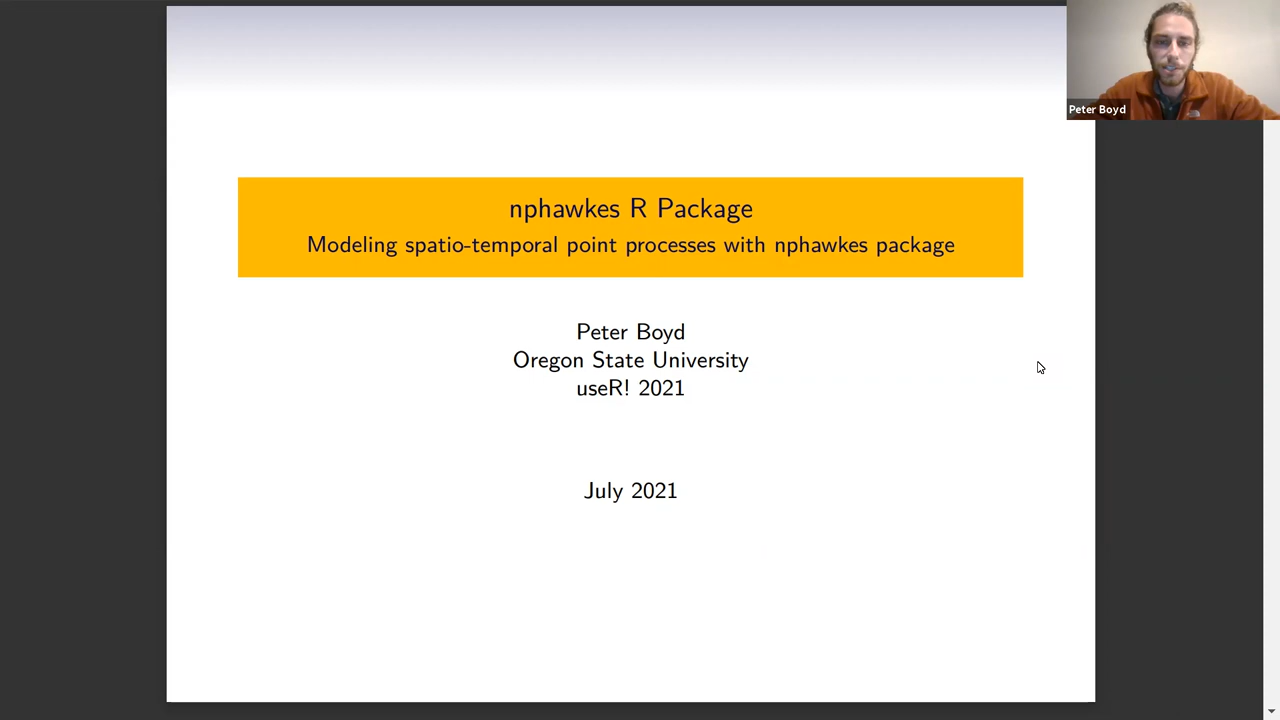 nphawkes R Package
Modeling spatio-temporal point processes with nphawkes package
Peter Boyd
Oregon State University
useR! 2021
July 2021
Peter Boyd